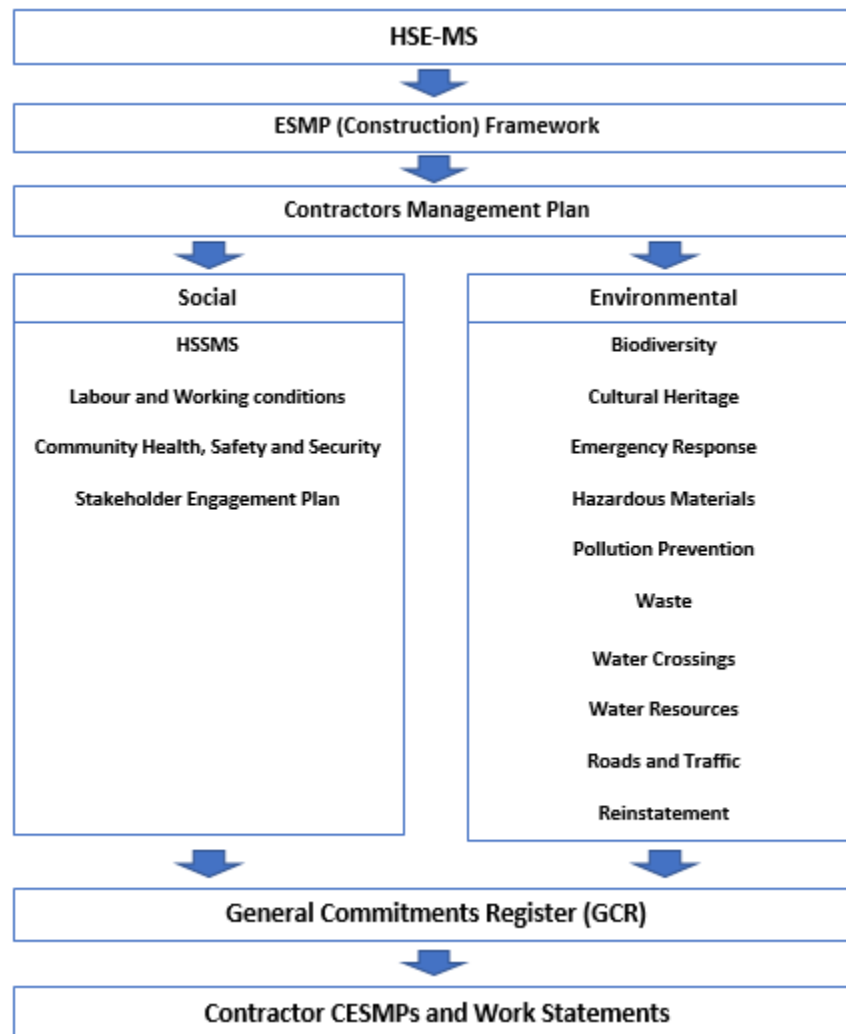 HSE-MS
ESMP (Construction) Framework
Contractors Management Plan
Social
HSSMS
Labour and Working conditions
Community Health, Safety and Security
Stakeholder Engagement Plan
Environmental
Biodiversity
Cultural Heritage
Emergency Response
Hazardous Materials
Pollution Prevention
Waste
Water Crossings
Water Resources
Roads and Traffic
Reinstatement
General Commitments Register (GCR)
Contractor CESMPs and Work Statements